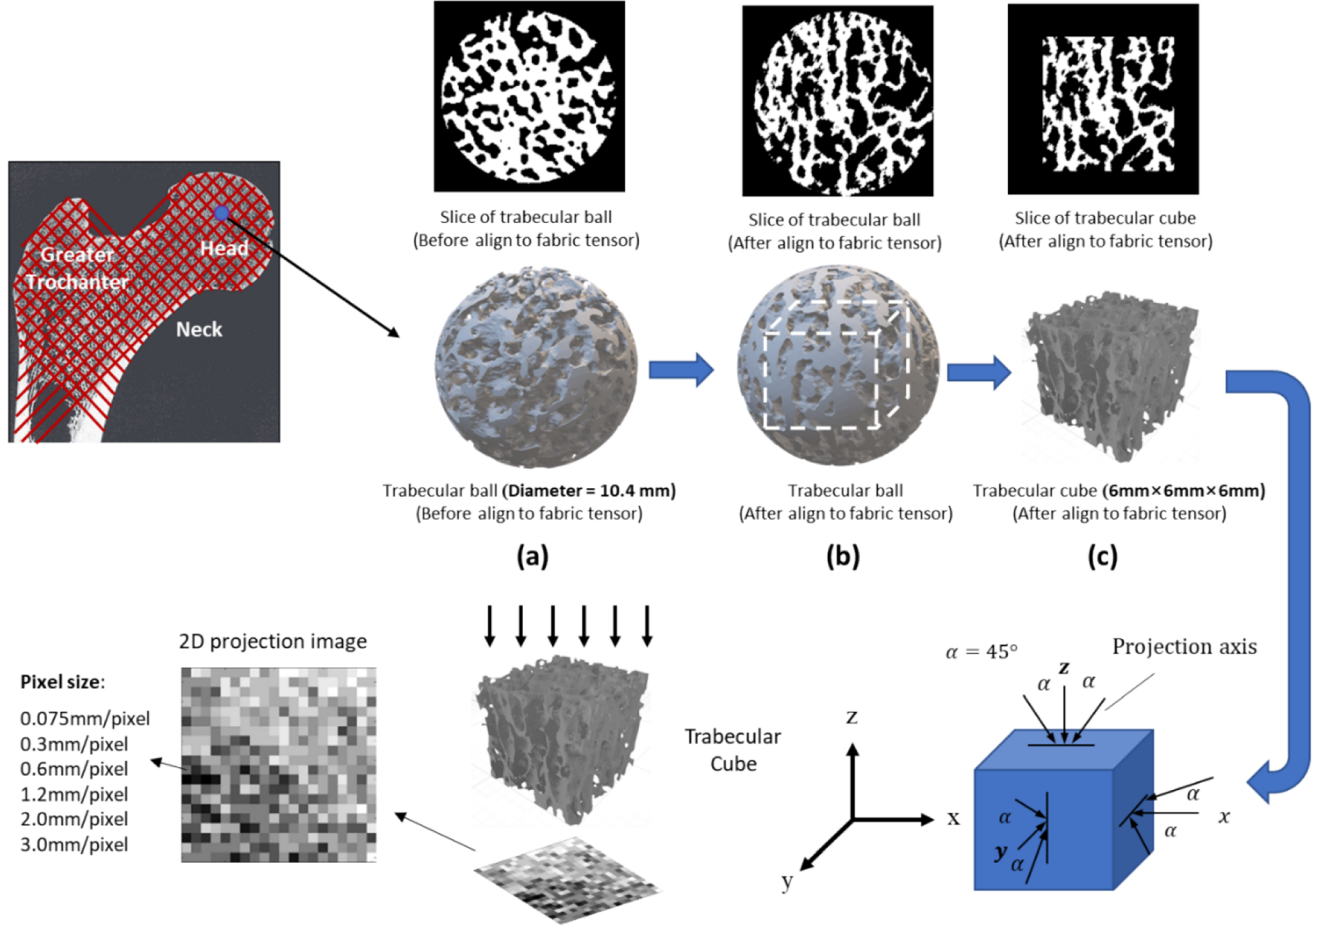 Slice of trabecular ball
(Before align to fabric tensor)
Slice of trabecular ball
(After align to fabric tensor)
Slice of trabecular cube
(After align to fabric tensor)
Greater
Trochanter
Head
Neck
Trabecular ball (Diameter = 10.4 mm)
(Before align to fabric tensor)
(a)
Trabecular ball
(After align to fabric tensor)
(b)
Trabecular cube (6mm×6mm×6mm)
(After align to fabric tensor)
(c)
2D projection image
Pixel size:
0.075mm/pixel
0.3mm/pixel
0.6mm/pixel
1.2mm/pixel
2.0mm/pixel
3.0mm/pixel
Trabecular
Cube
z
x
y
α = 45°
Projection axis
z
α
α
α
y
α
α
x
α